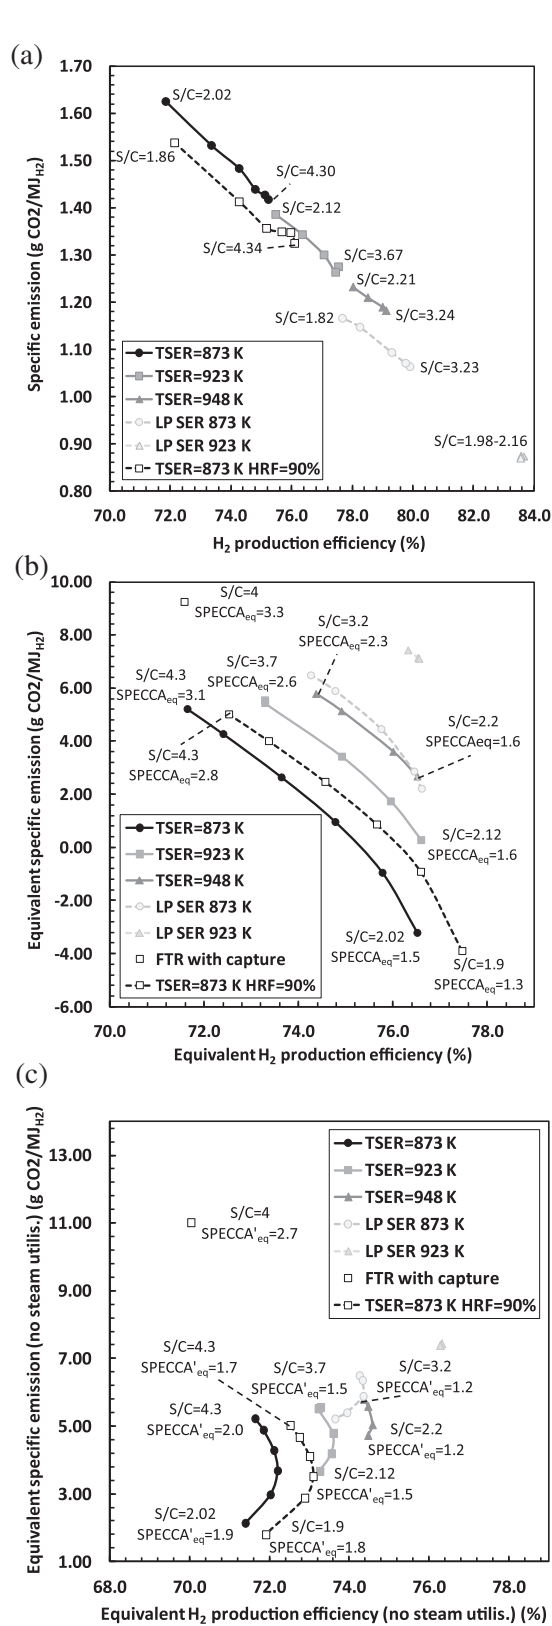 (a)
1.70
1.60
1.50
1.40
1.30
1.20
1.10
1.00
0.90
0.80
Specific emission (g CO2/MJH2)
S/C=2.02
S/C=1.86
S/C=4.30
S/C=2.12
S/C=4.34
S/C=3.67
S/C=2.21
S/C=1.82
S/C=3.24
S/C=3.23
S/C=1.98-2.16
TSER=873 K
TSER=923 K
TSER=948 K
LP SER 873 K
LP SER 923 K
TSER=873 K HRF=90%
70.0 72.0 74.0 76.0 78.0 80.0 82.0 84.0
H2 production efficiency (%)
(b)
10.00
8.00
6.00
4.00
2.00
0.00
-2.00
-4.00
-6.00
Equivalent specific emission (g CO2/MJH2)
S/C=4
SPECCAeq=3.3
S/C=3.2
SPECCAeq=2.3
S/C=3.7
SPECCAeq=2.6
S/C=4.3
SPECCAeq=3.1
S/C=4.3
SPECCAeq=2.8
S/C=2.2
SPECCAeq=1.6
S/C=2.12
SPECCAeq=1.6
S/C=2.02
SPECCAeq=1.5
S/C=1.9
SPECCAeq=1.3
TSER=873 K
TSER=923 K
TSER=948 K
LP SER 873 K
LP SER 923 K
FTR with capture
TSER=873 K HRF=90%
70.0 72.0 74.0 76.0 78.0
Equivalent H2 production efficiency (%)
(c)
13.00
11.00
9.00
7.00
5.00
3.00
1.00
Equivalent specific emission (no steam utilis.) (g CO2/MJH2)
TSER=873 K
TSER=923 K
TSER=948 K
LP SER 873 K
LP SER 923 K
FTR with capture
TSER=873 K HRF=90%
S/C=4
SPECCA'eq=2.7
S/C=4.3
SPECCA'eq=1.7
S/C=3.7
SPECCA'eq=1.5
S/C=3.2
SPECCA'eq=1.2
S/C=4.3
SPECCA'eq=2.0
S/C=2.2
SPECCA'eq=1.2
S/C=2.12
SPECCA'eq=1.5
S/C=2.02
SPECCA'eq=1.9
S/C=1.9
SPECCA'eq=1.8
68.0 70.0 72.0 74.0 76.0 78.0
Equivalent H2 production efficiency (no steam utilis.) (%)